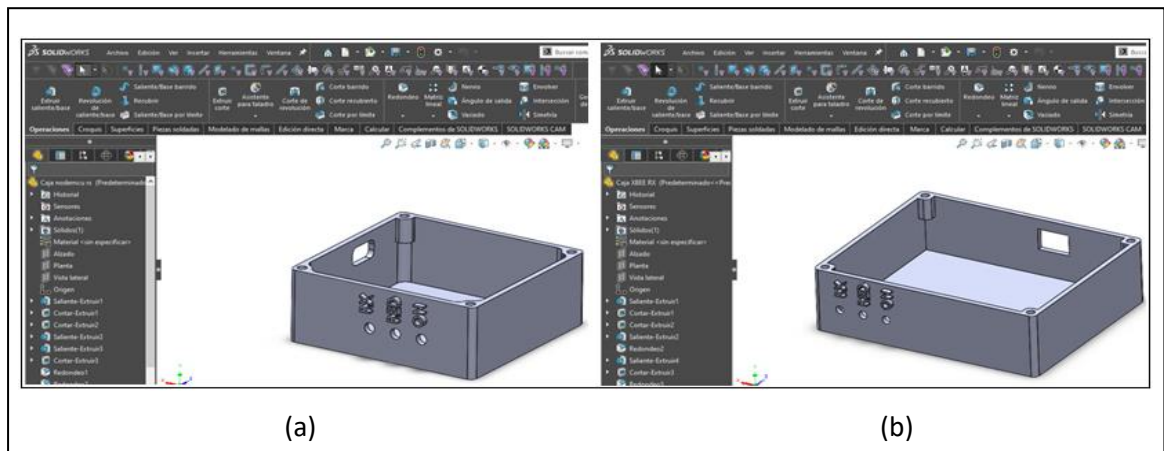 SOLIDWORKS Archivo Edición Ver Insertar Herramientas Ventana
Extruir saliente/base
Revolución de saliente/base
Saliente/Base barrido
Recubrir
Saliente/Base por límite
Extruir corte
Asistente para taladro
Corte de revolución
Corte barrido
Corte recubierto
Corte por límite
Redondeo
Matriz lineal
Nervio
Ángulo de salida
Vaciado
Envolver
Intersección
Simetría
Operaciones Croquis Superficies Piezas soldadas Modelado de mallas Edición directa Marca Calcular Complementos de SOLIDWORKS SOLIDWORKS CAM
Historial
Sensores
Anotaciones
Sólidos(1)
Material <sin especificar>
Alzado
Planta
Vista lateral
Origen
Saliente-Extruir1
Cortar-Extruir1
Cortar-Extruir2
Saliente-Extruir2
Saliente-Extruir3
Cortar-Extruir3
Redondeo1
(a)
SOLIDWORKS Archivo Edición Ver Insertar Herramientas Ventana
Extruir saliente/base
Revolución de saliente/base
Saliente/Base barrido
Recubrir
Saliente/Base por límite
Extruir corte
Asistente para taladro
Corte de revolución
Corte barrido
Corte recubierto
Corte por límite
Redondeo
Matriz lineal
Nervio
Ángulo de salida
Vaciado
Envolver
Intersección
Simetría
Operaciones Croquis Superficies Piezas soldadas Modelado de mallas Edición directa Marca Calcular Complementos de SOLIDWORKS SOLIDWORKS CAM
Caja XBEE RX (Predeterminado<<Pre
Historial
Sensores
Anotaciones
Sólidos(1)
Material <sin especificar>
Alzado
Planta
Vista lateral
Origen
Saliente-Extruir1
Cortar-Extruir1
Cortar-Extruir2
Saliente-Extruir2
Redondeo2
Saliente-Extruir4
Cortar-Extruir3
(b)